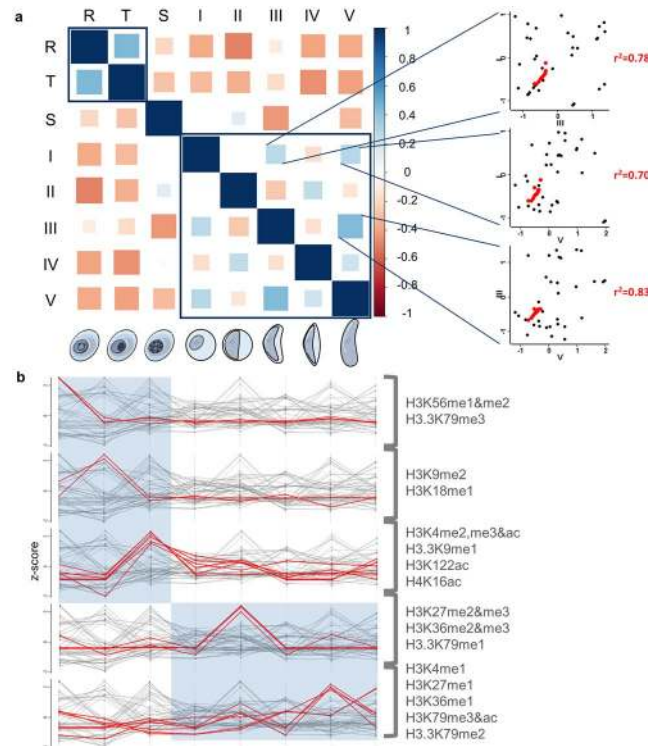 a
R T S I II III IV V
R
T
S
I
II
III
IV
V
1
0.8
0.6
0.4
0.2
0
-0.2
-0.4
-0.6
-0.8
-1
r²=0.78
III
r²=0.70
V
r²=0.83
III
V
b
z-score
H3K56me1&me2
H3.3K79me3
H3K9me2
H3K18me1
H3K4me2,me3&ac
H3.3K9me1
H3K122ac
H4K16ac
H3K27me2&me3
H3K36me2&me3
H3.3K79me1
H3K4me1
H3K27me1
H3K36me1
H3K79me3&ac
H3.3K79me2